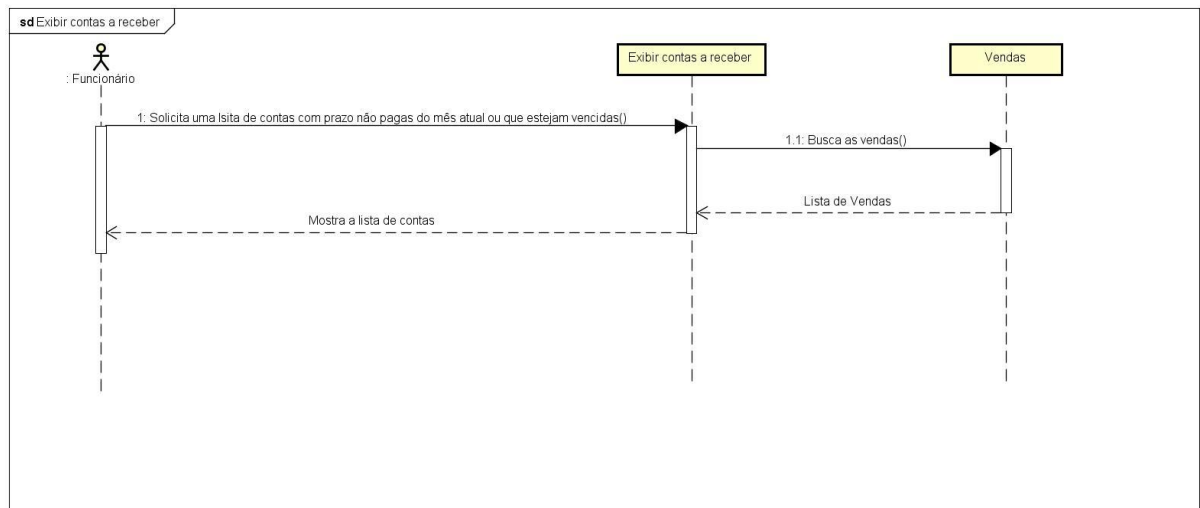 sd Exibir contas a receber
: Funcionário
Exibir contas a receber
Vendas
1: Solicita uma lsita de contas com prazo não pagas do mês atual ou que estejam vencidas()
1.1: Busca as vendas()
Lista de Vendas
Mostra a lista de contas